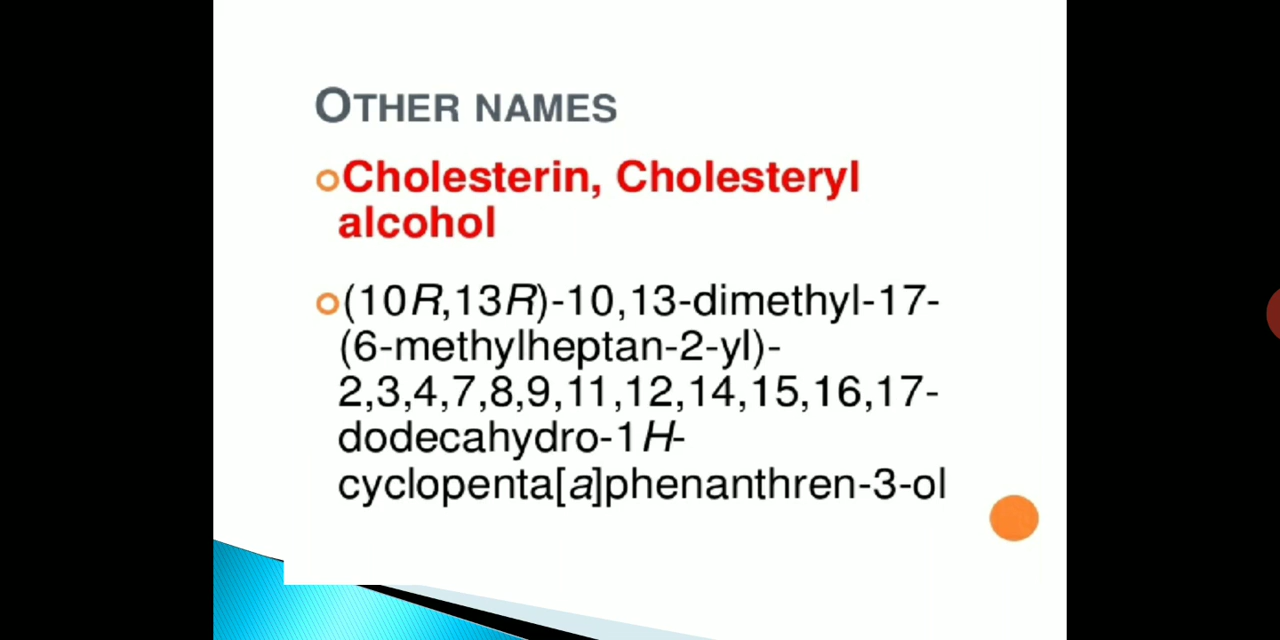 OTHER NAMES
Cholesterin, Cholesteryl
alcohol
(10R,13R)-10,13-dimethyl-17-
(6-methylheptan-2-yl)-
2,3,4,7,8,9,11,12,14,15,16,17-
dodecahydro-1H-
cyclopenta[a]phenanthren-3-ol